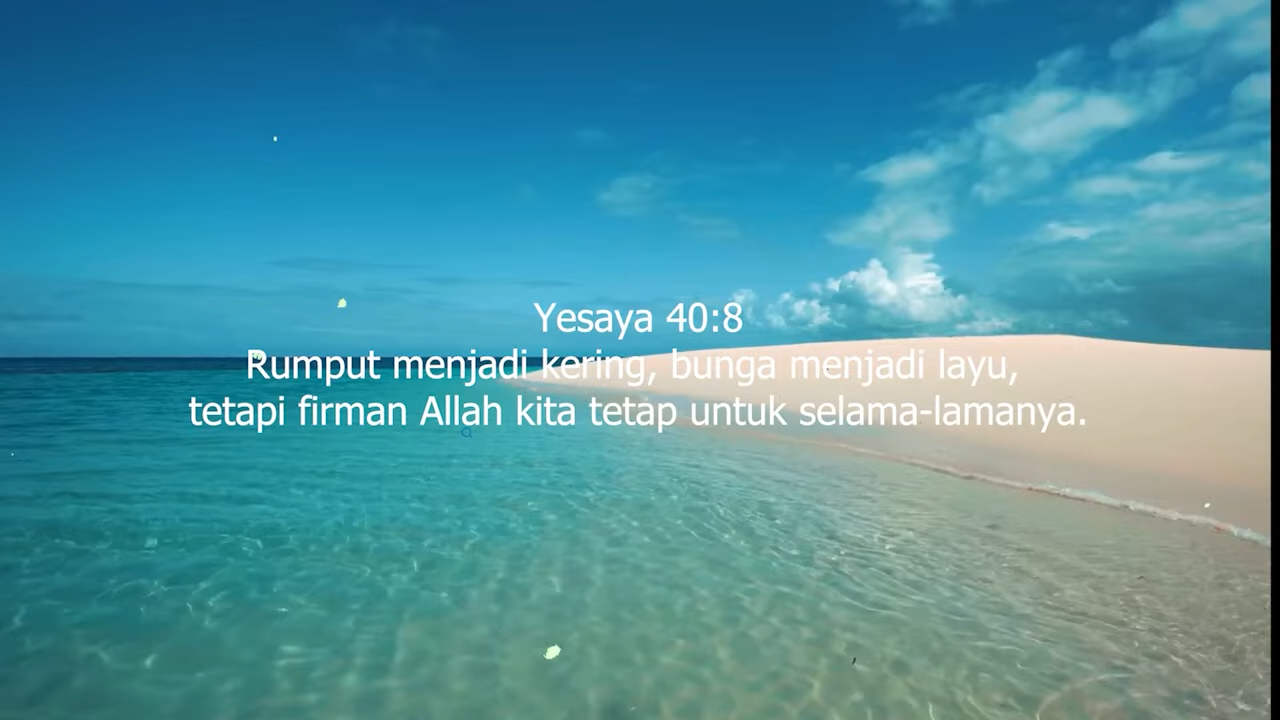 Yesaya 40:8
Rumput menjadi kering, bunga menjadi layu,
tetapi firman Allah kita tetap untuk selama-lamanya.